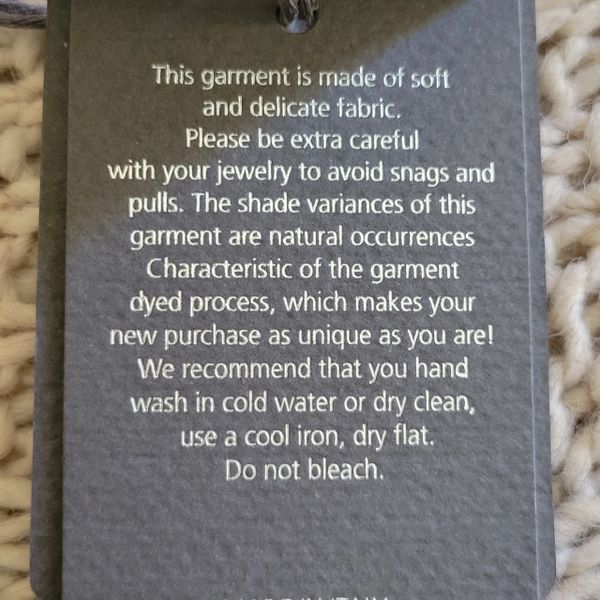 This garment is made of soft
and delicate fabric.
Please be extra careful
with your jewelry to avoid snags and
pulls. The shade variances of this
garment are natural occurrences
Characteristic of the garment
dyed process, which makes your
new purchase as unique as you are!
We recommend that you hand
wash in cold water or dry clean,
use a cool iron, dry flat.
Do not bleach.